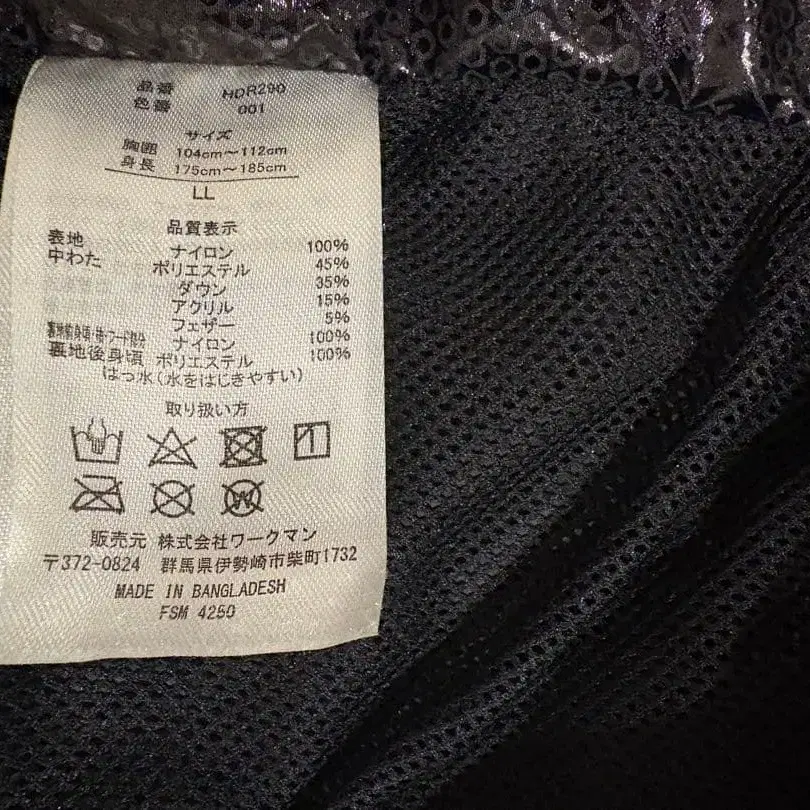 品番 HDR290
色番 001
サイズ
胸囲 104cm～112cm
身長 175cm～185cm
LL
品質表示
表地 ナイロン 100%
中わた ポリエステル 45%
ダウン 35%
アクリル 15%
フェザー 5%
ナイロン 100%
裏地後身頃 ポリエステル 100%
はっ水(水をはじきやすい)
取り扱い方
販売元 株式会社ワークマン
〒372-0824 群馬県伊勢崎市柴町1732
MADE IN BANGLADESH
FSM 4250